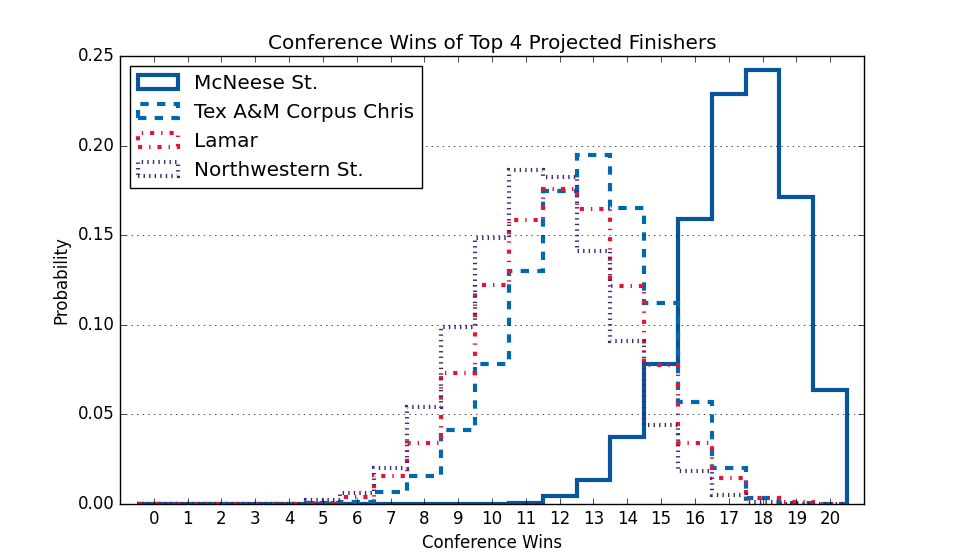 Conference Wins of Top 4 Projected Finishers
0.25
0.20
0.15
0.10
0.05
0.00
Probability
McNeese St.
Tex A&M Corpus Chris
Lamar
Northwestern St.
0 1 2 3 4 5 6 7 8 9 10 11 12 13 14 15 16 17 18 19 20
Conference Wins